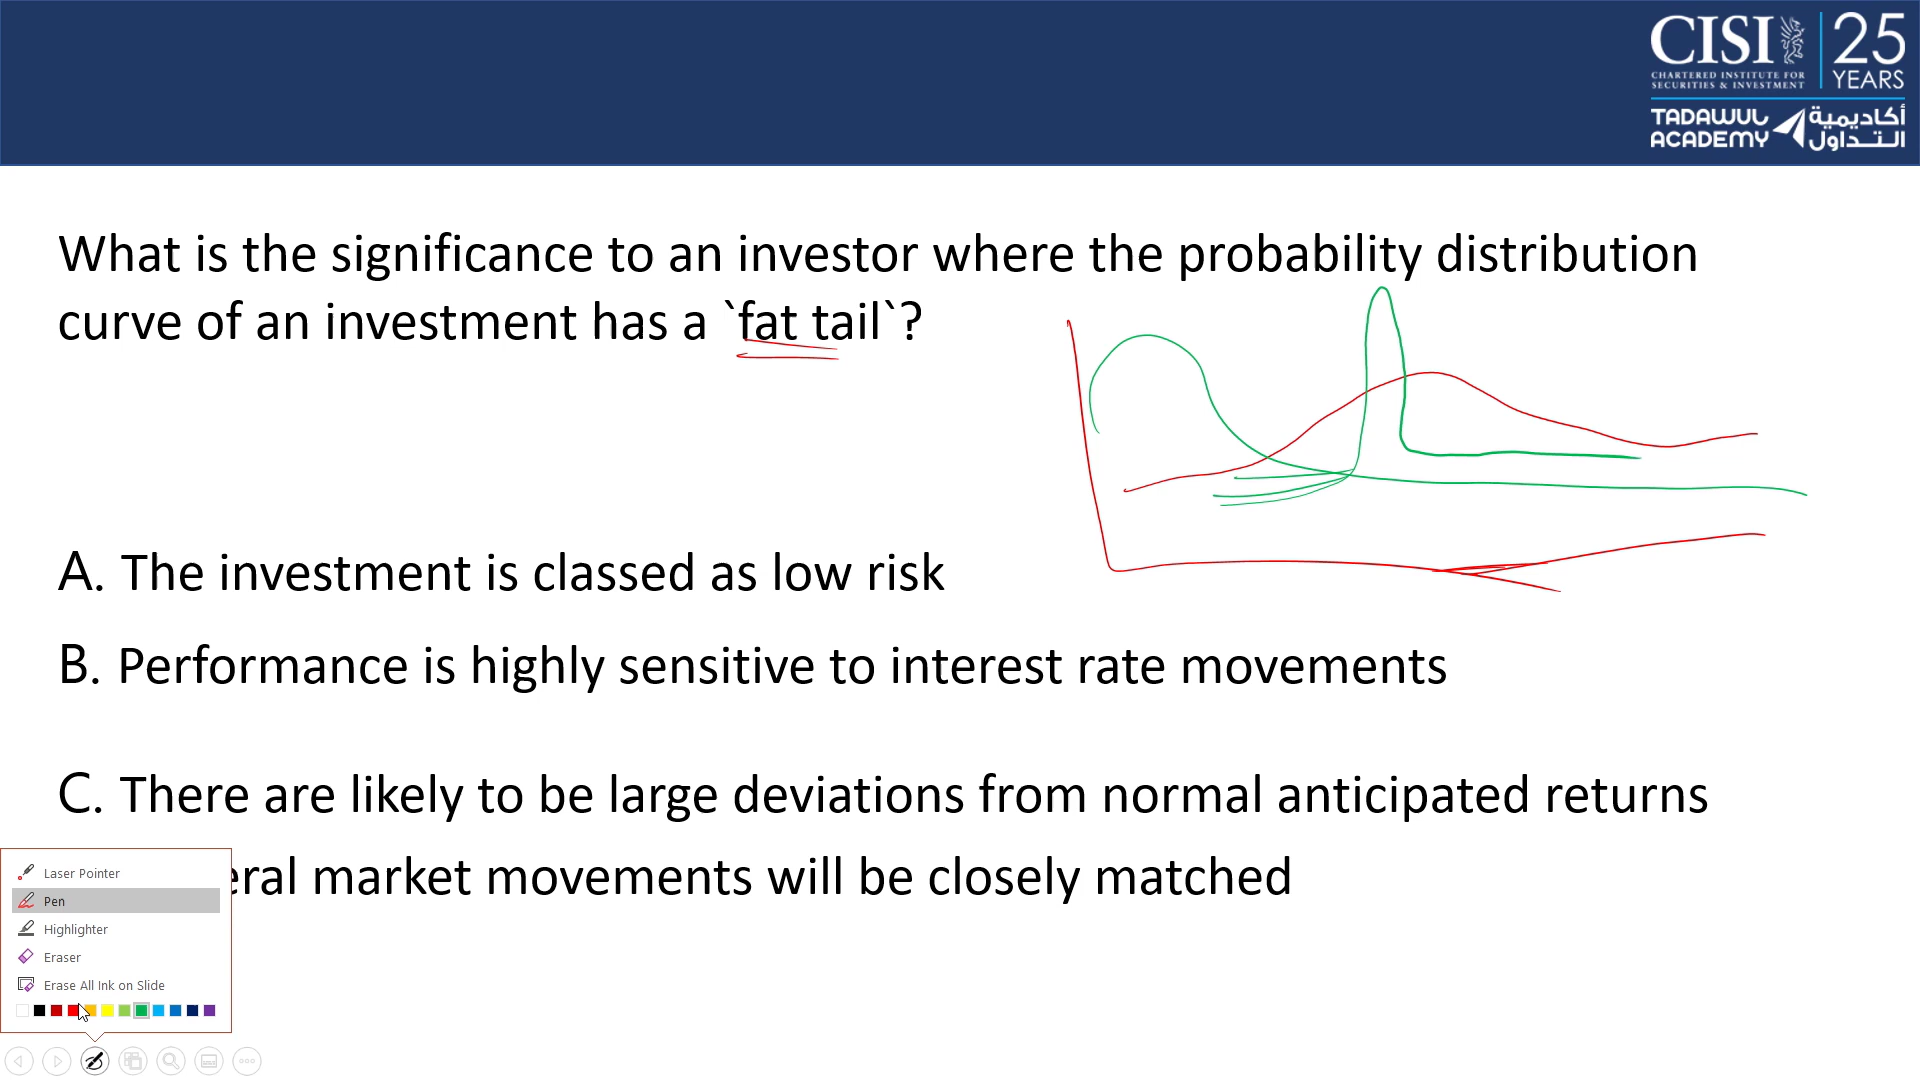 CISI 25
CHARTERED INSTITUTE FOR
SECURITIES & INVESTMENT YEARS
TADAWUL أكاديمية
ACADEMY التداول
What is the significance to an investor where the probability distribution
curve of an investment has a `fat tail`?
A. The investment is classed as low risk
B. Performance is highly sensitive to interest rate movements
C. There are likely to be large deviations from normal anticipated returns
market movements will be closely matched
Laser Pointer
Pen
Highlighter
Eraser
Erase All Ink on Slide